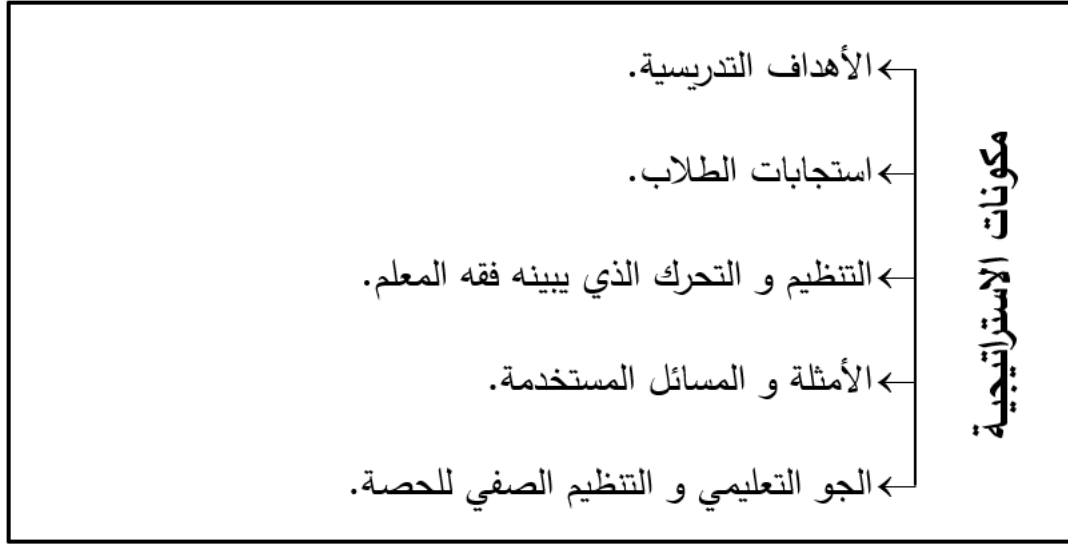 مكونات الاستراتيجية
الأهداف التدريسية.
استجابات الطلاب.
التنظيم و التحرك الذي يبينه فقه المعلم.
الأمثلة و المسائل المستخدمة.
الجو التعليمي و التنظيم الصفي للحصة.